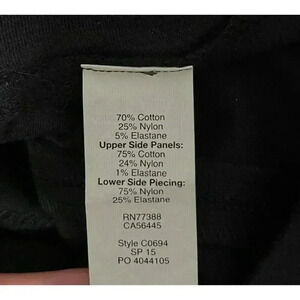 70% Cotton
25% Nylon
5% Elastane
Upper Side Panels:
75% Cotton
24% Nylon
1% Elastane
Lower Side Piecing:
75% Nylon
25% Elastane
RN77388
CA56445
Style C0694
SP 15
PO 4044105